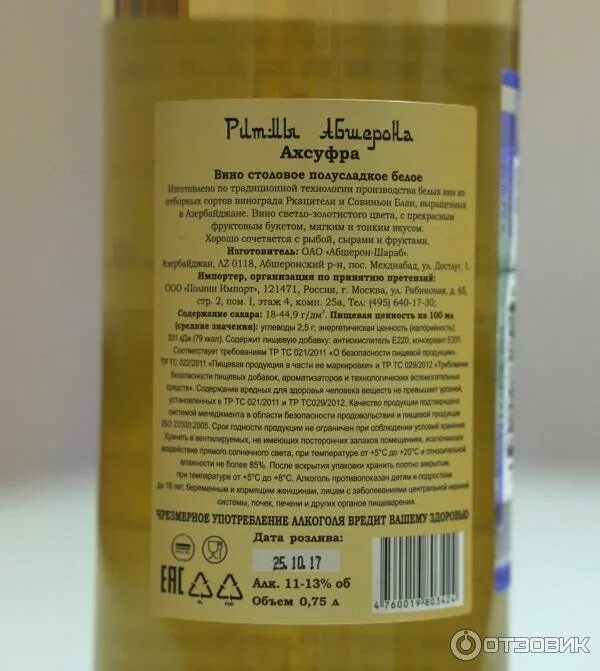 Ритмы Абшерона
Ахсуфра
Вино столовое полусладкое белое
Изготовлено по традиционной технологии производства белых вин из
отборных сортов винограда Ркацители и Совиньон Блан, выращенных
в Азербайджане. Вино светло-золотистого цвета, с прекрасным
фруктовым букетом, мягким и тонким вкусом.
Хорошо сочетается с рыбой, сырами и фруктами.
Изготовитель: ОАО «Абшерон-Шараб».
Азербайджан, AZ 0118, Абшеронский р-н, пос. Мехдиабад, ул. Достлуг, 1.
Импортер, организация по принятию претензий:
ООО «Полини Импорт», 121471, Россия, г. Москва, ул. Рябиновая, д. 65,
стр. 2, пом. 1, этаж 4, комн. 25а, Тел; (495) 640-17-30;
Содержание сахара: 18-44,9 г/дм³. Пищевая ценность на 100 мл
(средние значения): углеводы 2,5 г; энергетическая ценность (калорийность):
331 кДж (79 ккал). Содержит пищевую добавку: антиокислитель Е220, консервант Е201.
Соответствует требованиям ТР ТС 021/2011 «О безопасности пищевой продукции»,
ТР ТС 022/2011 «Пищевая продукция в части ее маркировки» и ТР ТС 029/2012 «Требования
безопасности пищевых добавок, ароматизаторов и технологических вспомогательных
средств». Содержание вредных для здоровья человека веществ не превышает уровней,
установленных в ТР ТС 021/2011 и ТР ТС029/2012. Качество продукции подтверждено
системой менеджмента в области безопасности продовольствия и пищевой продукции
ISO 22000:2005. Срок годности не ограничен при соблюдении условий хранения.
Хранить в вентилируемых, не имеющих посторонних запахов помещениях, исключающих
воздействие прямого солнечного света, при температуре от +5°С до +20°С и относительной
влажности не более 85%. После вскрытия упаковки хранить плотно закрытым,
при температуре от +5°С до +8°С. Алкоголь противопоказан детям и подросткам
до 18 лет, беременным и кормящим женщинам, лицам с заболеваниями центральной нервной
системы, почек, печени и других органов пищеварения.
ЧРЕЗМЕРНОЕ УПОТРЕБЛЕНИЕ АЛКОГОЛЯ ВРЕДИТ ВАШЕМУ ЗДОРОВЬЮ
Дата розлива:
25.10.17
EAC
Алк. 11-13% об
Объем 0,75 л
4 760019 803424
ОТЗОВИК